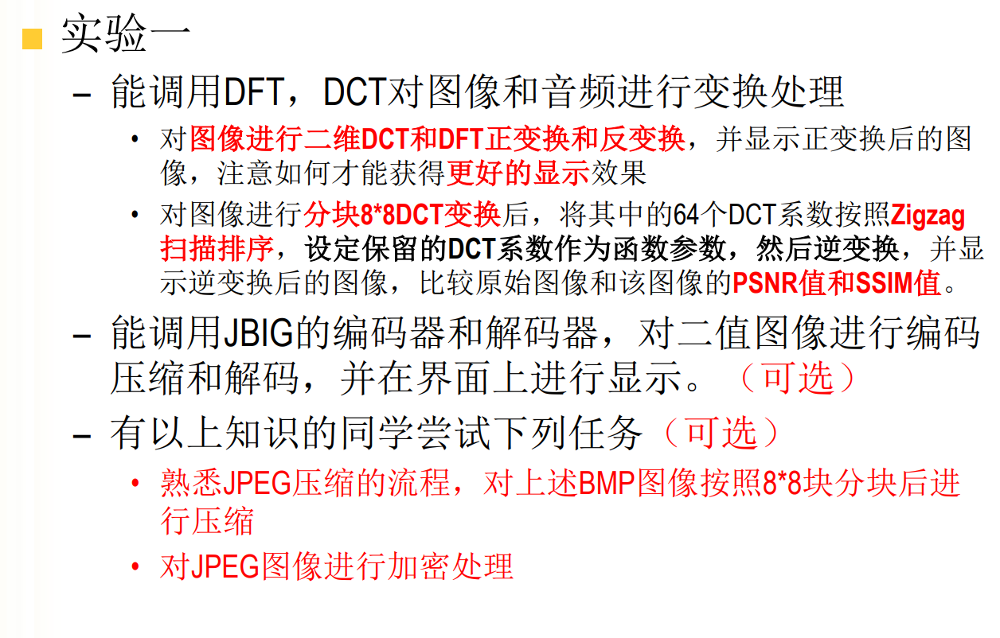 实验一
– 能调用DFT，DCT对图像和音频进行变换处理
• 对图像进行二维DCT和DFT正变换和反变换，并显示正变换后的图
像，注意如何才能获得更好的显示效果
• 对图像进行分块8*8DCT变换后，将其中的64个DCT系数按照Zigzag
扫描排序，设定保留的DCT系数作为函数参数，然后逆变换，并显
示逆变换后的图像，比较原始图像和该图像的PSNR值和SSIM值。
– 能调用JBIG的编码器和解码器，对二值图像进行编码
压缩和解码，并在界面上进行显示。（可选）
– 有以上知识的同学尝试下列任务（可选）
• 熟悉JPEG压缩的流程，对上述BMP图像按照8*8块分块后进
行压缩
• 对JPEG图像进行加密处理